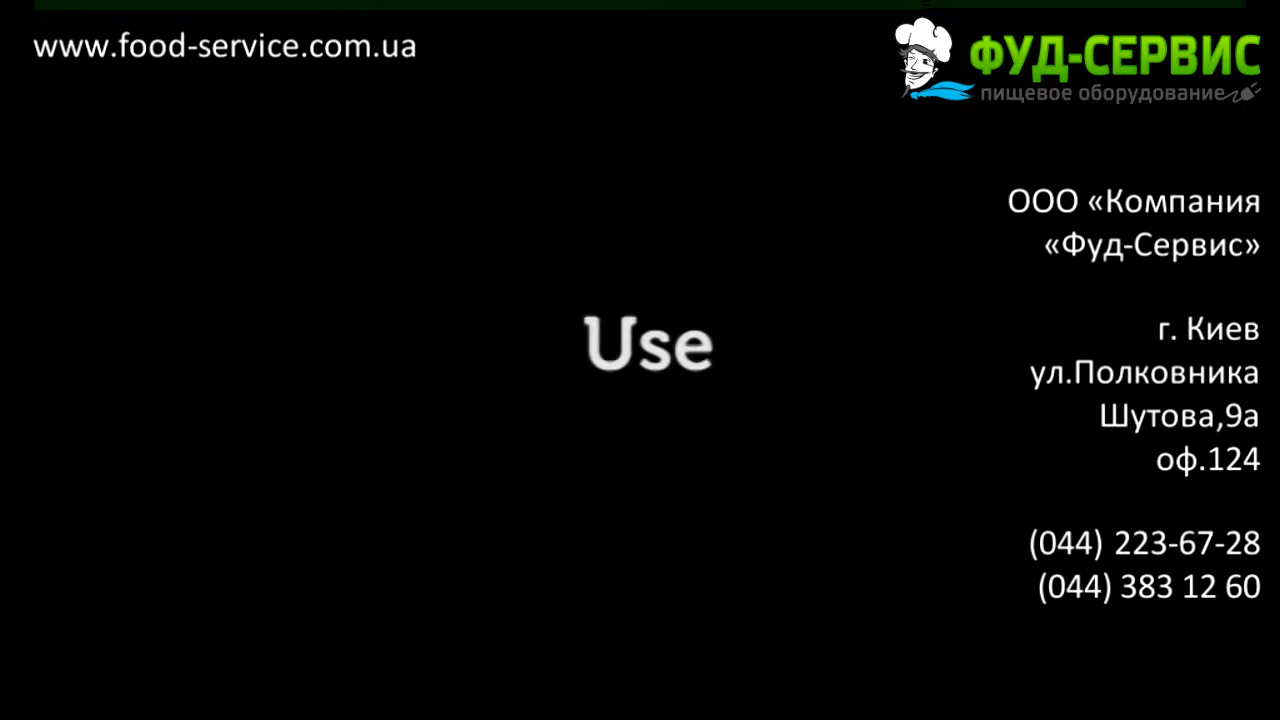 www.food-service.com.ua
ФУД-СЕРВИС
пищевое оборудование
ООО «Компания
«Фуд-Сервис»
Use
г. Киев
ул.Полковника
Шутова,9а
оф.124
(044) 223-67-28
(044) 383 12 60